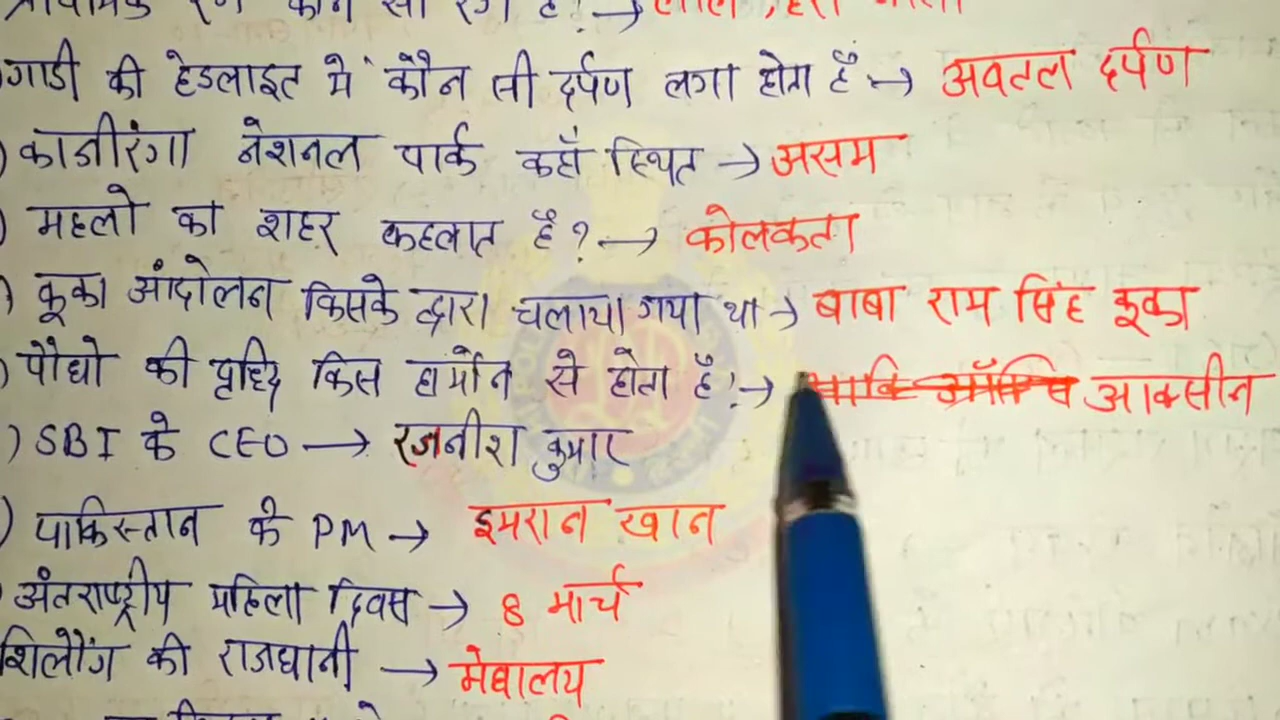 रंग कौन सा रंग है? → लाल, हरा
गाडी की हेडलाइट में कौन सी दर्पण लगा होता है → अवतल दर्पण
) काजीरंगा नेशनल पार्क कहाँ स्थित → असम
) महलो का शहर कहलाता है? → कोलकता
) कूका आंदोलन किसके द्वारा चलाया गया था → बाबा राम सिंह कूका
) पौधो की वृद्धि किस हार्मोन से होता है? → आक्सीन
) SBI के CEO → रजनीश कुमार
) पाकिस्तान के PM → इमरान खान
अंतराष्ट्रीय महिला दिवस → 8 मार्च
शिलौंग की राजधानी → मेघालय